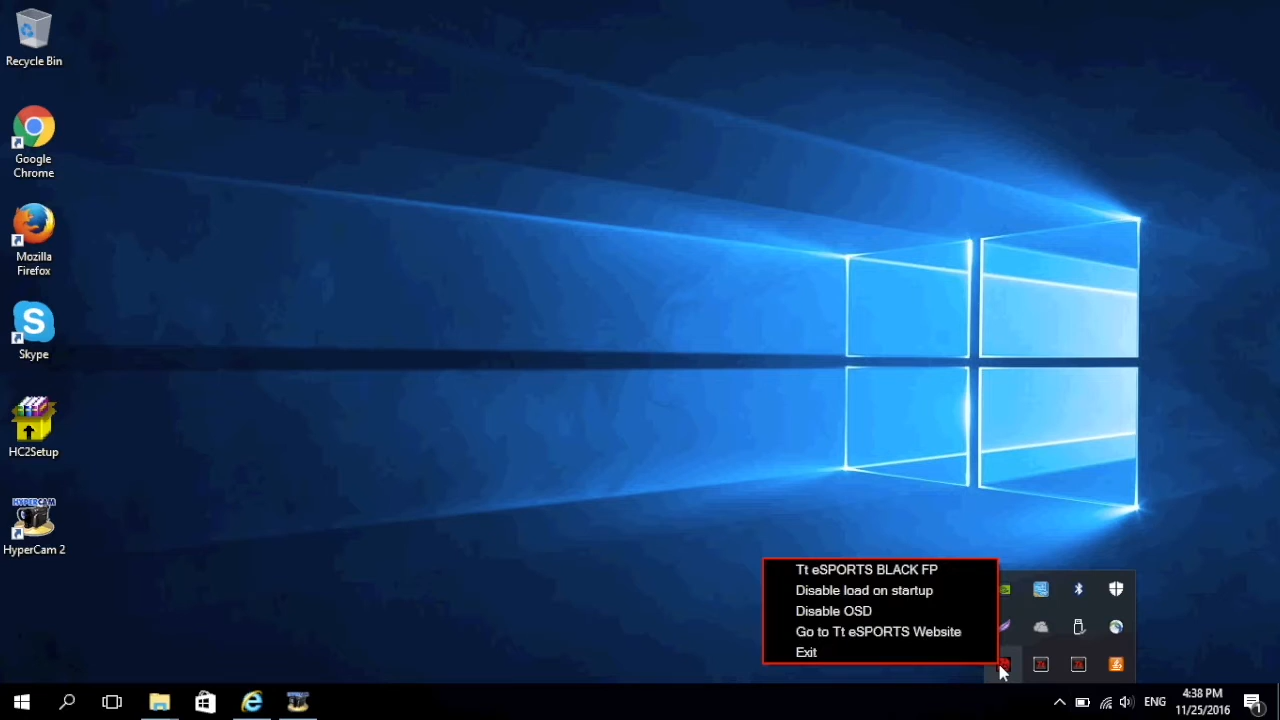 Recycle Bin
Google
Chrome
Mozilla
Firefox
Skype
HC2Setup
HYPERCAM
HyperCam 2
Tt eSPORTS BLACK FP
Disable load on startup
Disable OSD
Go to Tt eSPORTS Website
Exit
ENG
4:38 PM
11/25/2016
1